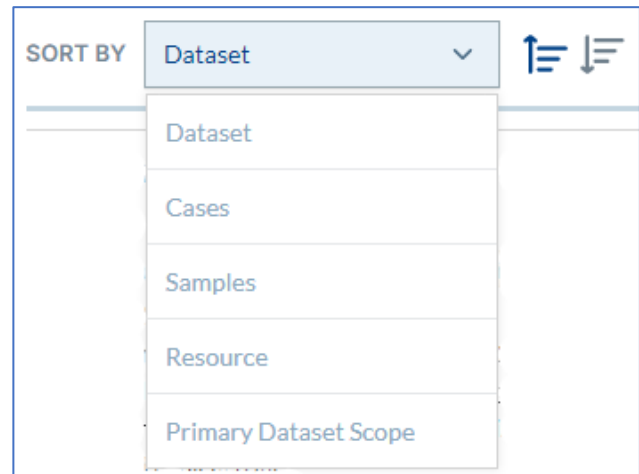 SORT BY Dataset
Dataset
Cases
Samples
Resource
Primary Dataset Scope